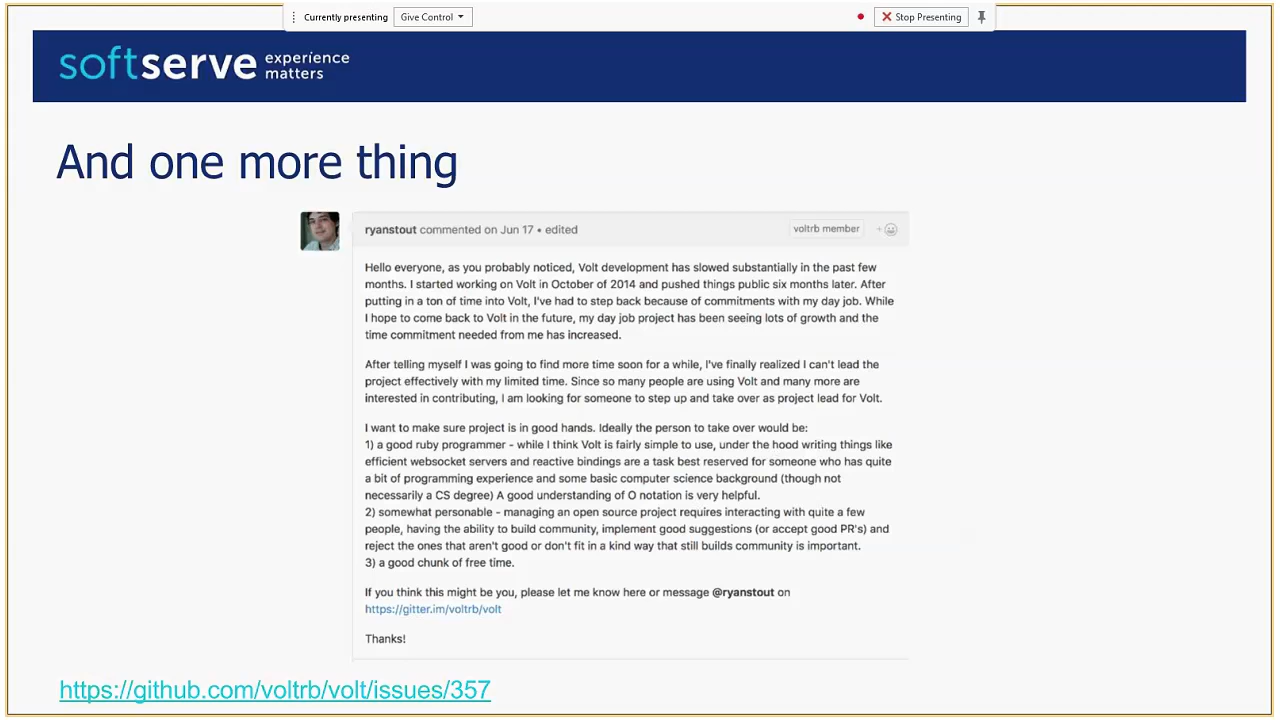 Currently presenting
Give Control
Stop Presenting
softserve experience matters
And one more thing
ryanstout commented on Jun 17 • edited
voltrb member
Hello everyone, as you probably noticed, Volt development has slowed substantially in the past few
months. I started working on Volt in October of 2014 and pushed things public six months later. After
putting in a ton of time into Volt, I've had to step back because of commitments with my day job. While
I hope to come back to Volt in the future, my day job project has been seeing lots of growth and the
time commitment needed from me has increased.
After telling myself I was going to find more time soon for a while, I've finally realized I can't lead the
project effectively with my limited time. Since so many people are using Volt and many more are
interested in contributing, I am looking for someone to step up and take over as project lead for Volt.
I want to make sure project is in good hands. Ideally the person to take over would be:
1) a good ruby programmer - while I think Volt is fairly simple to use, under the hood writing things like
efficient websocket servers and reactive bindings are a task best reserved for someone who has quite
a bit of programming experience and some basic computer science background (though not
necessarily a CS degree) A good understanding of O notation is very helpful.
2) somewhat personable - managing an open source project requires interacting with quite a few
people, having the ability to build community, implement good suggestions (or accept good PR's) and
reject the ones that aren't good or don't fit in a kind way that still builds community is important.
3) a good chunk of free time.
If you think this might be you, please let me know here or message @ryanstout on
https://gitter.im/voltrb/volt
Thanks!
https://github.com/voltrb/volt/issues/357